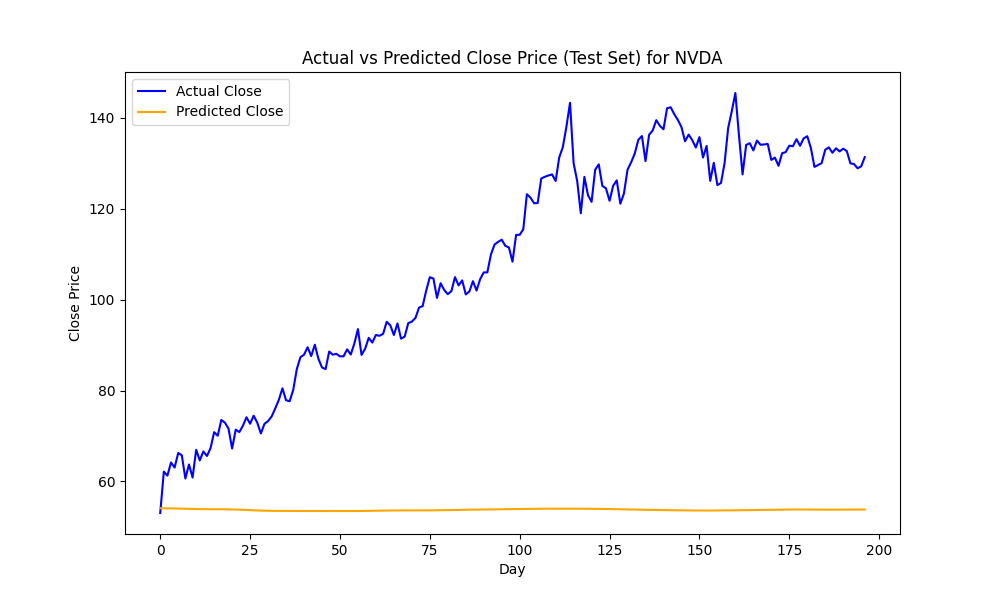 Actual vs Predicted Close Price (Test Set) for NVDA
Actual Close
Predicted Close
Close Price
140
120
100
80
60
0 25 50 75 100 125 150 175 200
Day